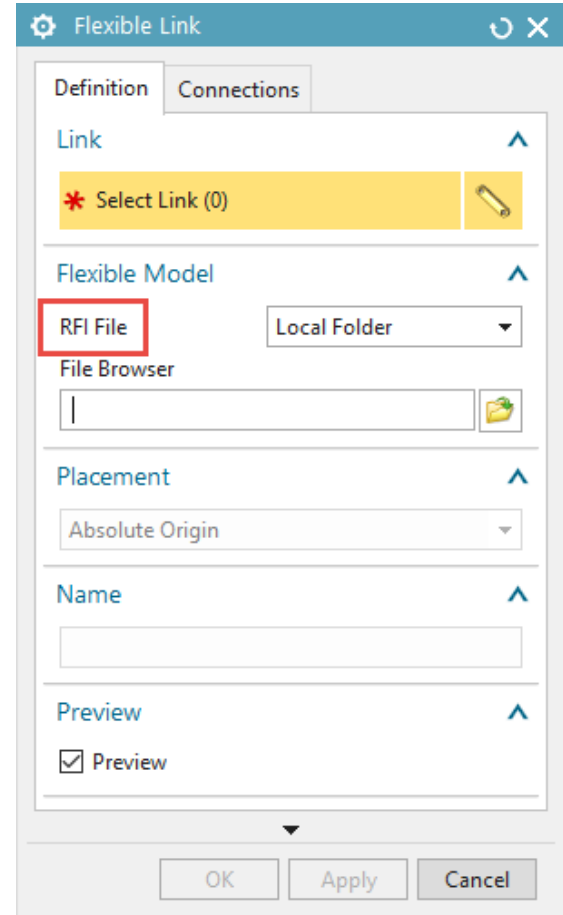 Flexible Link
Definition Connections
Link
* Select Link (0)
Flexible Model
RFI File Local Folder
File Browser
Placement
Absolute Origin
Name
Preview
Preview
OK Apply Cancel